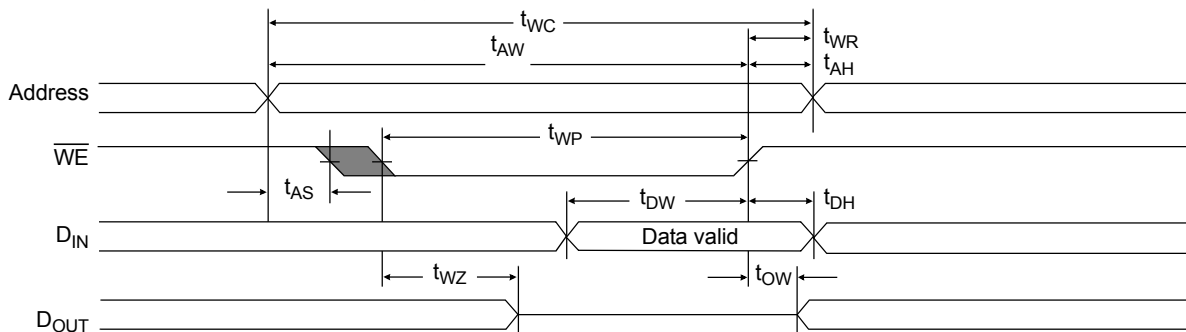 tWC
tWR
tAW
tAH
Address
tWP
WE
tAS
tDW
tDH
DIN
Data valid
tWZ
tOW
DOUT